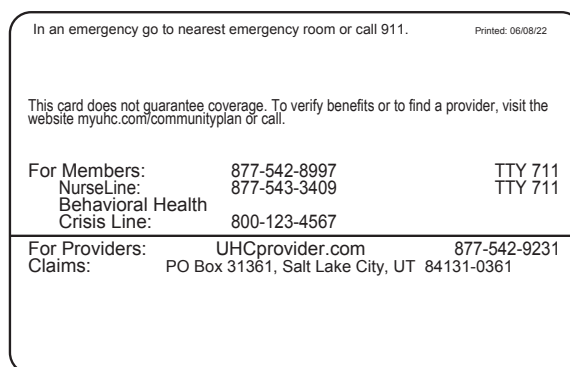 In an emergency go to nearest emergency room or call 911. Printed: 06/08/22
This card does not guarantee coverage. To verify benefits or to find a provider, visit the
website myuhc.com/communityplan or call.
For Members: 877-542-8997 TTY 711
NurseLine: 877-543-3409 TTY 711
Behavioral Health
Crisis Line: 800-123-4567
For Providers: UHCprovider.com 877-542-9231
Claims: PO Box 31361, Salt Lake City, UT 84131-0361